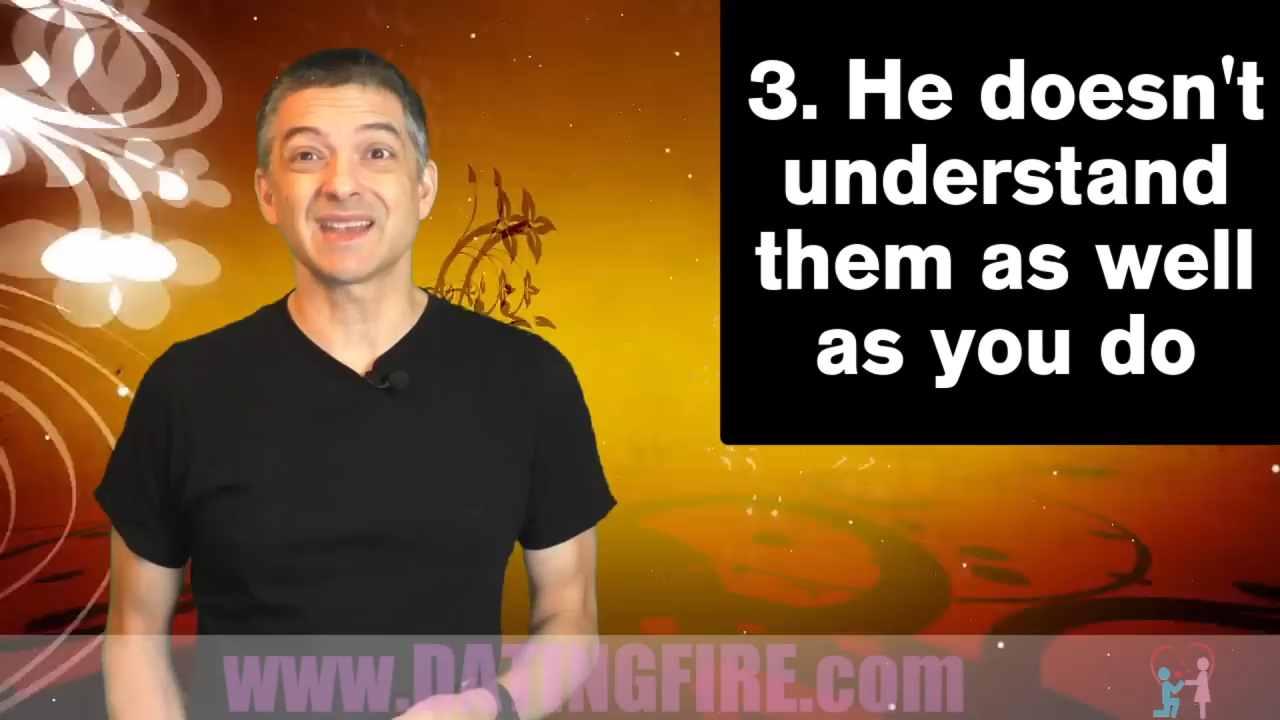 3. He doesn't
understand
them as well
as you do
www.DATINGFIRE.com